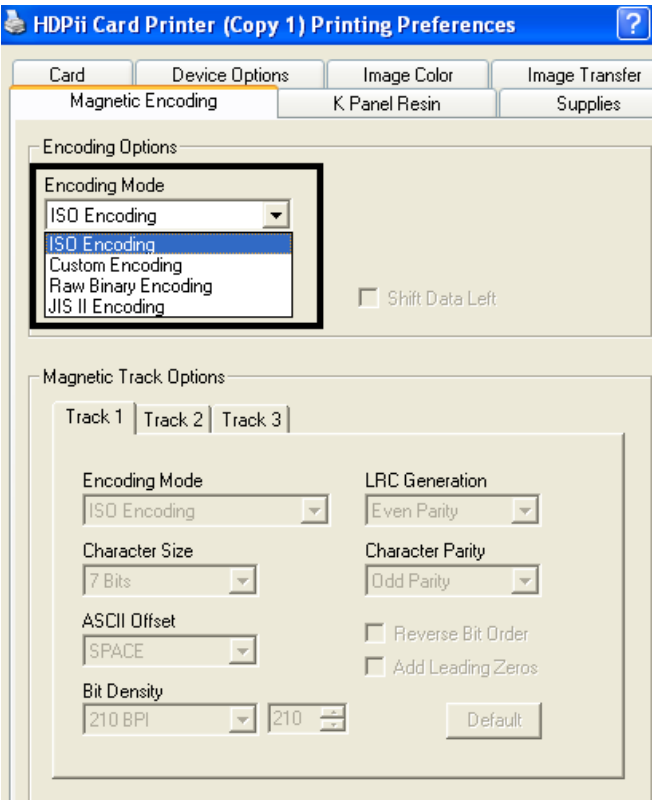 HDPii Card Printer (Copy 1) Printing Preferences ?
Card Device Options Image Color Image Transfer
Magnetic Encoding K Panel Resin Supplies
Encoding Options
Encoding Mode
ISO Encoding
ISO Encoding
Custom Encoding
Raw Binary Encoding
JIS II Encoding
Shift Data Left
Magnetic Track Options
Track 1 Track 2 Track 3
Encoding Mode LRC Generation
ISO Encoding Even Parity
Character Size Character Parity
7 Bits Odd Parity
ASCII Offset
SPACE Reverse Bit Order
Add Leading Zeros
Bit Density
210 BPI 210 Default